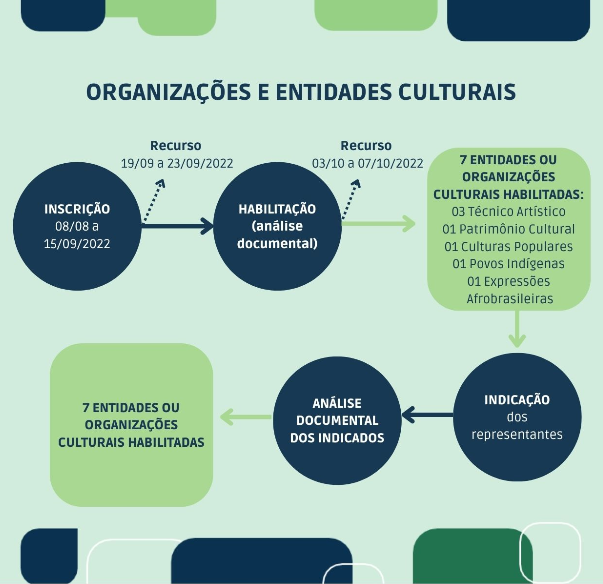 ORGANIZAÇÕES E ENTIDADES CULTURAIS
INSCRIÇÃO
08/08 a
15/09/2022
Recurso
19/09 a 23/09/2022
HABILITAÇÃO
(análise
documental)
Recurso
03/10 a 07/10/2022
7 ENTIDADES OU
ORGANIZAÇÕES
CULTURAIS HABILITADAS:
03 Técnico Artístico
01 Patrimônio Cultural
01 Culturas Populares
01 Povos Indígenas
01 Expressões
Afrobrasileiras
INDICAÇÃO
dos
representantes
ANÁLISE
DOCUMENTAL
DOS INDICADOS
7 ENTIDADES OU
ORGANIZAÇÕES
CULTURAIS HABILITADAS